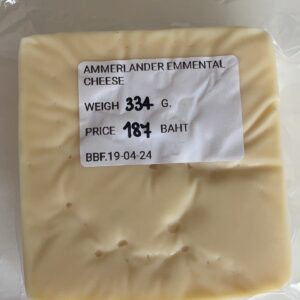 AMMERLANDER EMMENTAL
CHEESE
WEIGH 334 G.
PRICE 187 BAHT
BBF.19-04-24